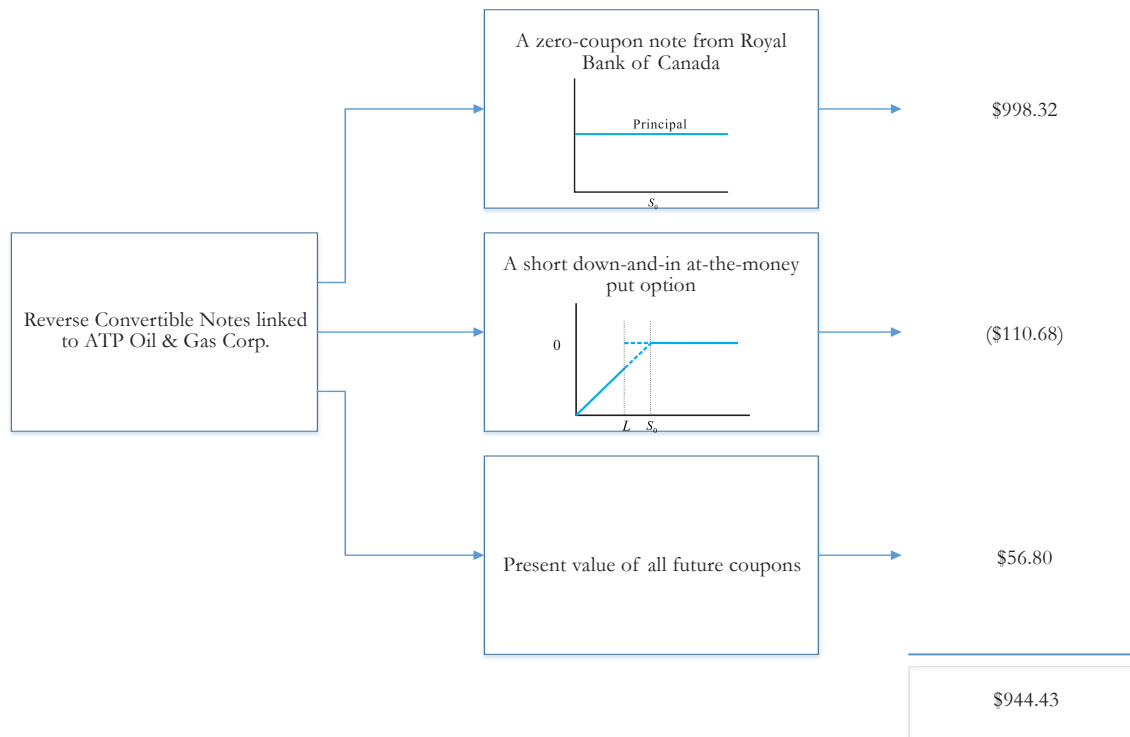 A zero-coupon note from Royal
Bank of Canada
Principal
S₀
$998.32
Reverse Convertible Notes linked
to ATP Oil & Gas Corp.
A short down-and-in at-the-money
put option
0
L S₀
($110.68)
Present value of all future coupons
$56.80
$944.43